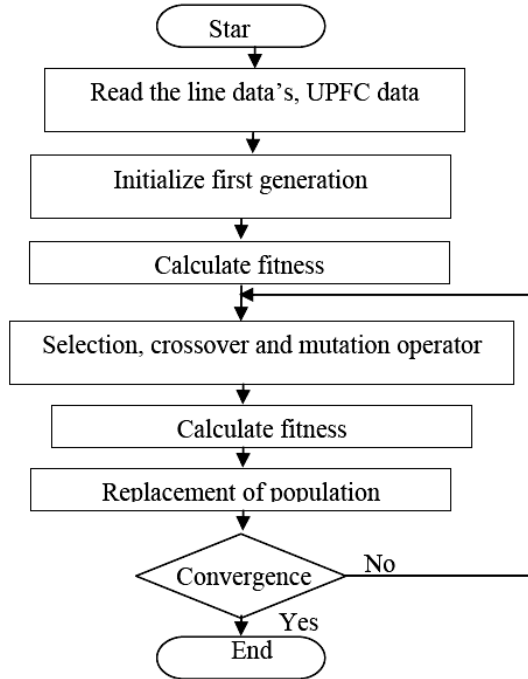 Star
Read the line data's, UPFC data
Initialize first generation
Calculate fitness
Selection, crossover and mutation operator
Calculate fitness
Replacement of population
Convergence
No
Yes
End